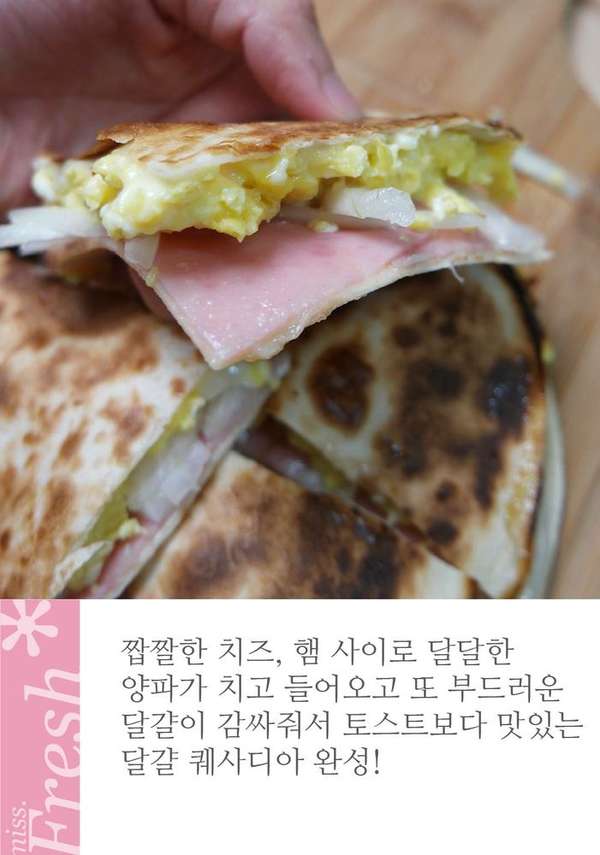 짭짤한 치즈, 햄 사이로 달달한
양파가 치고 들어오고 또 부드러운
달걀이 감싸줘서 토스트보다 맛있는
달걀 퀘사디아 완성!
miss.
Fresh*